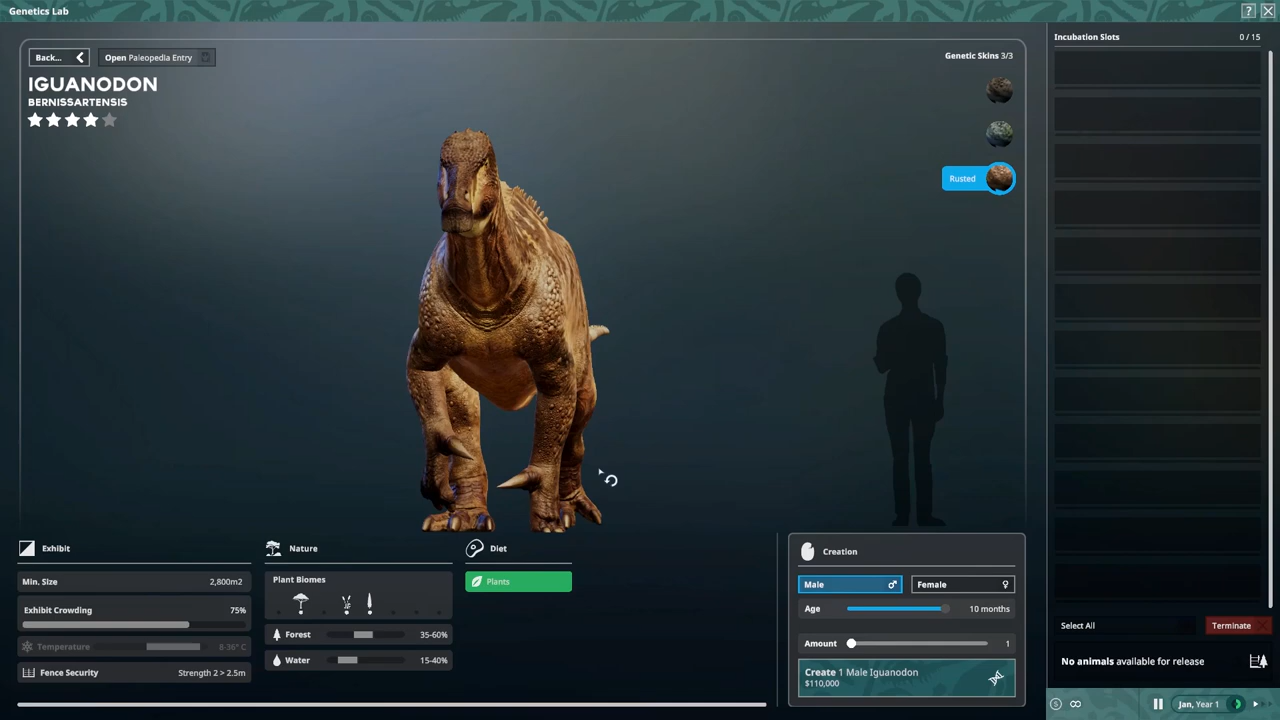 Genetics Lab
?
Back...
Open Paleopedia Entry
IGUANODON
BERNISSARTENSIS
Genetic Skins 3/3
Rusted
Exhibit
Min. Size 2,800m2
Exhibit Crowding 75%
Temperature 8-36° C
Fence Security Strength 2 > 2.5m
Nature
Plant Biomes
Forest 35-60%
Water 15-40%
Diet
Plants
Creation
Male
Female
Age 10 months
Amount 1
Create 1 Male Iguanodon
$110,000
Incubation Slots 0 / 15
Select All
Terminate
No animals available for release
Jan, Year 1